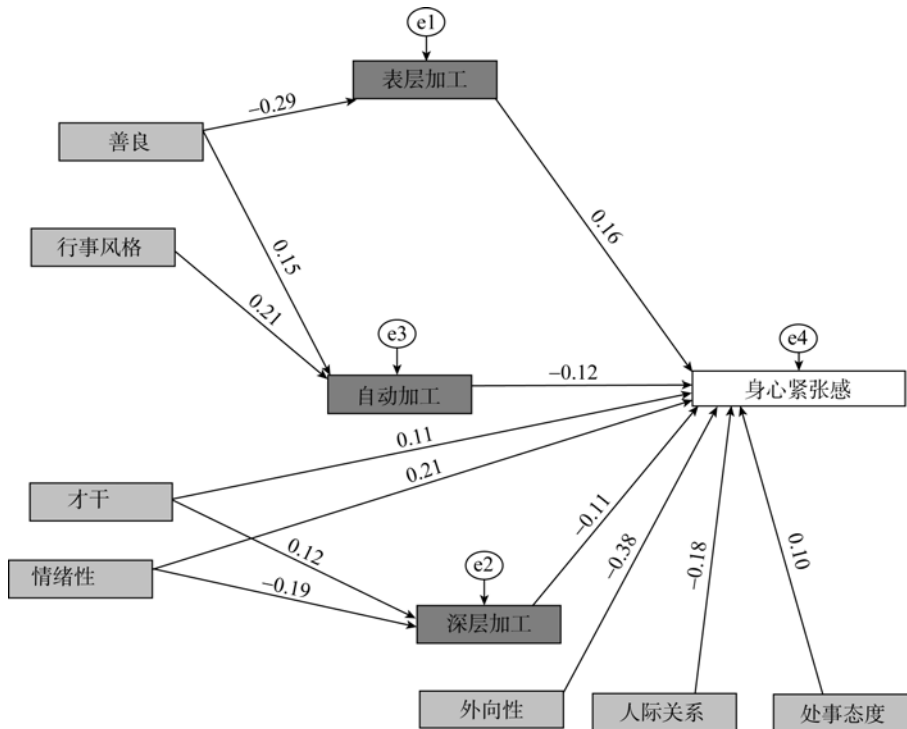 e1
表层加工
−0.29
善良
行事风格
0.15
0.16
0.21
e3
e4
自动加工
−0.12
身心紧张感
0.11
0.21
才干
−0.11
0.12
−0.38
−0.18
0.10
情绪性
−0.19
e2
深层加工
外向性
人际关系
处事态度